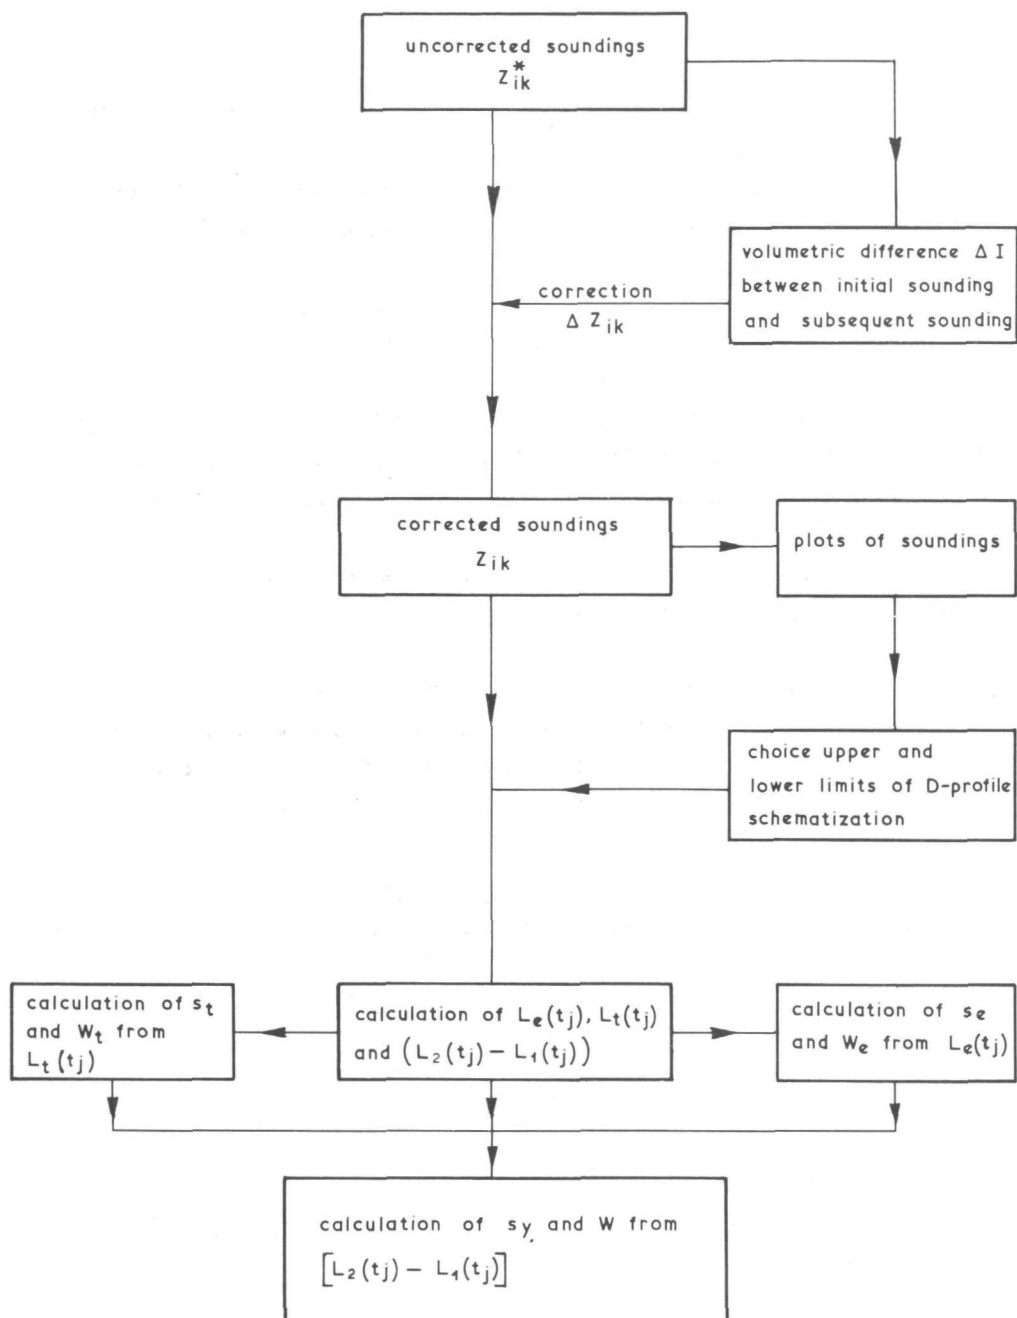 uncorrected soundings
Z*ik
volumetric difference Δ I
between initial sounding
and subsequent sounding
correction
Δ Zik
corrected soundings
Zik
plots of soundings
choice upper and
lower limits of D-profile
schematization
calculation of st
and Wt from
Lt(tj)
calculation of Le(tj), Lt(tj)
and (L2(tj) − L1(tj))
calculation of se
and We from Le(tj)
calculation of sy and W from
[L2(tj) − L1(tj)]